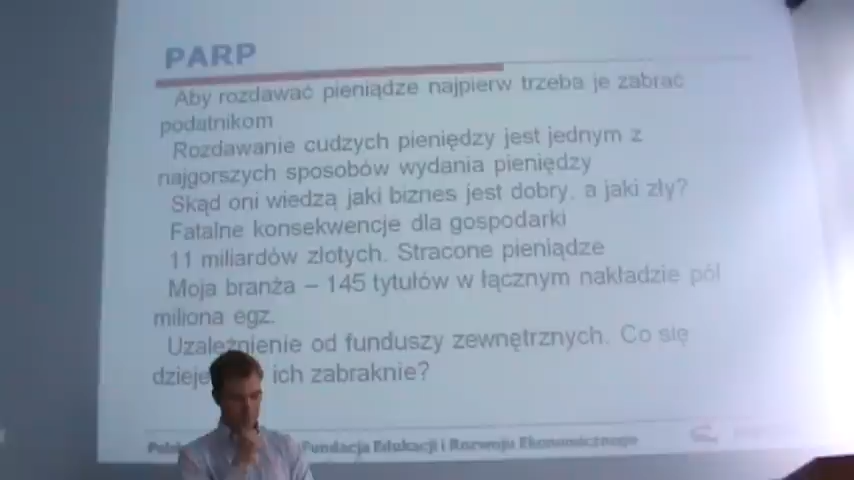 PARP
Aby rozdawać pieniądze najpierw trzeba je zabrać
podatnikom
Rozdawanie cudzych pieniędzy jest jednym z
najgorszych sposobów wydania pieniędzy
Skąd oni wiedzą jaki biznes jest dobry, a jaki zły?
Fatalne konsekwencje dla gospodarki
11 miliardów złotych. Stracone pieniądze
Moja branża – 145 tytułów w łącznym nakładzie pół
miliona egz.
Uzależnienie od funduszy zewnętrznych. Co się
dzieje ich zabraknie?
Fundacja Edukacji i Rozwoju Ekonomicznego